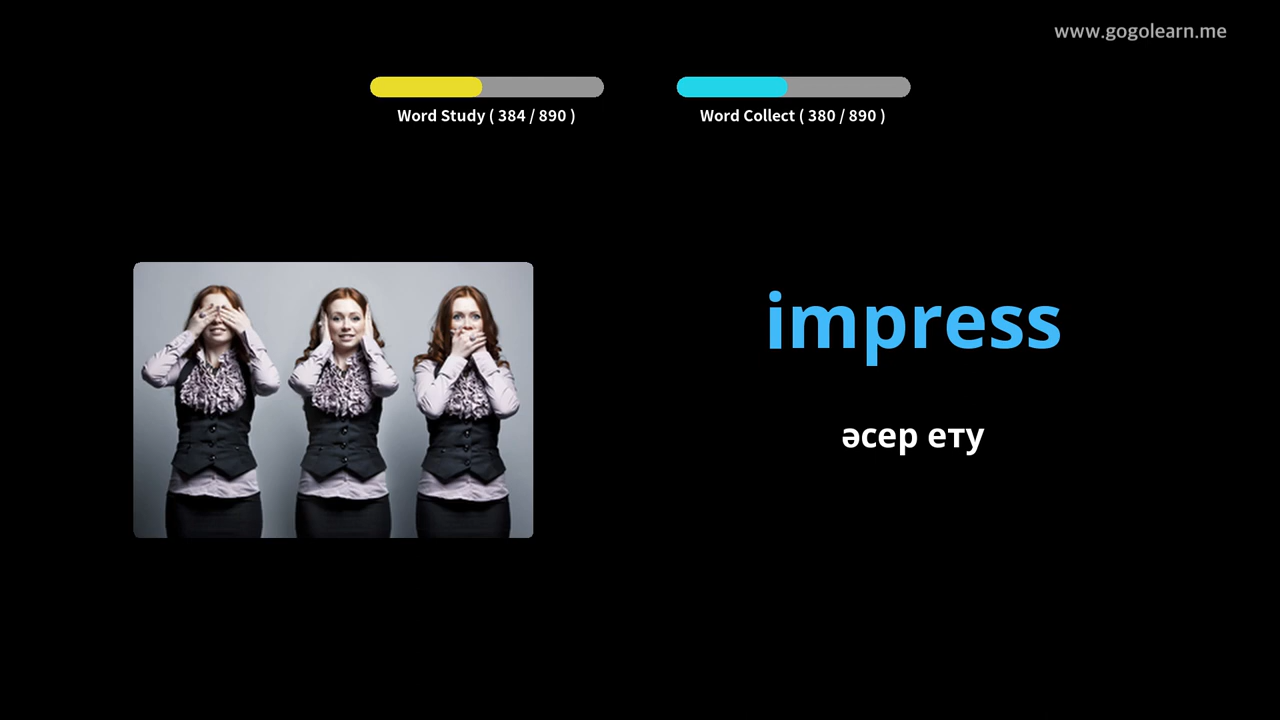 www.gogolearn.me
Word Study ( 384 / 890 )
Word Collect ( 380 / 890 )
impress
әсер ету